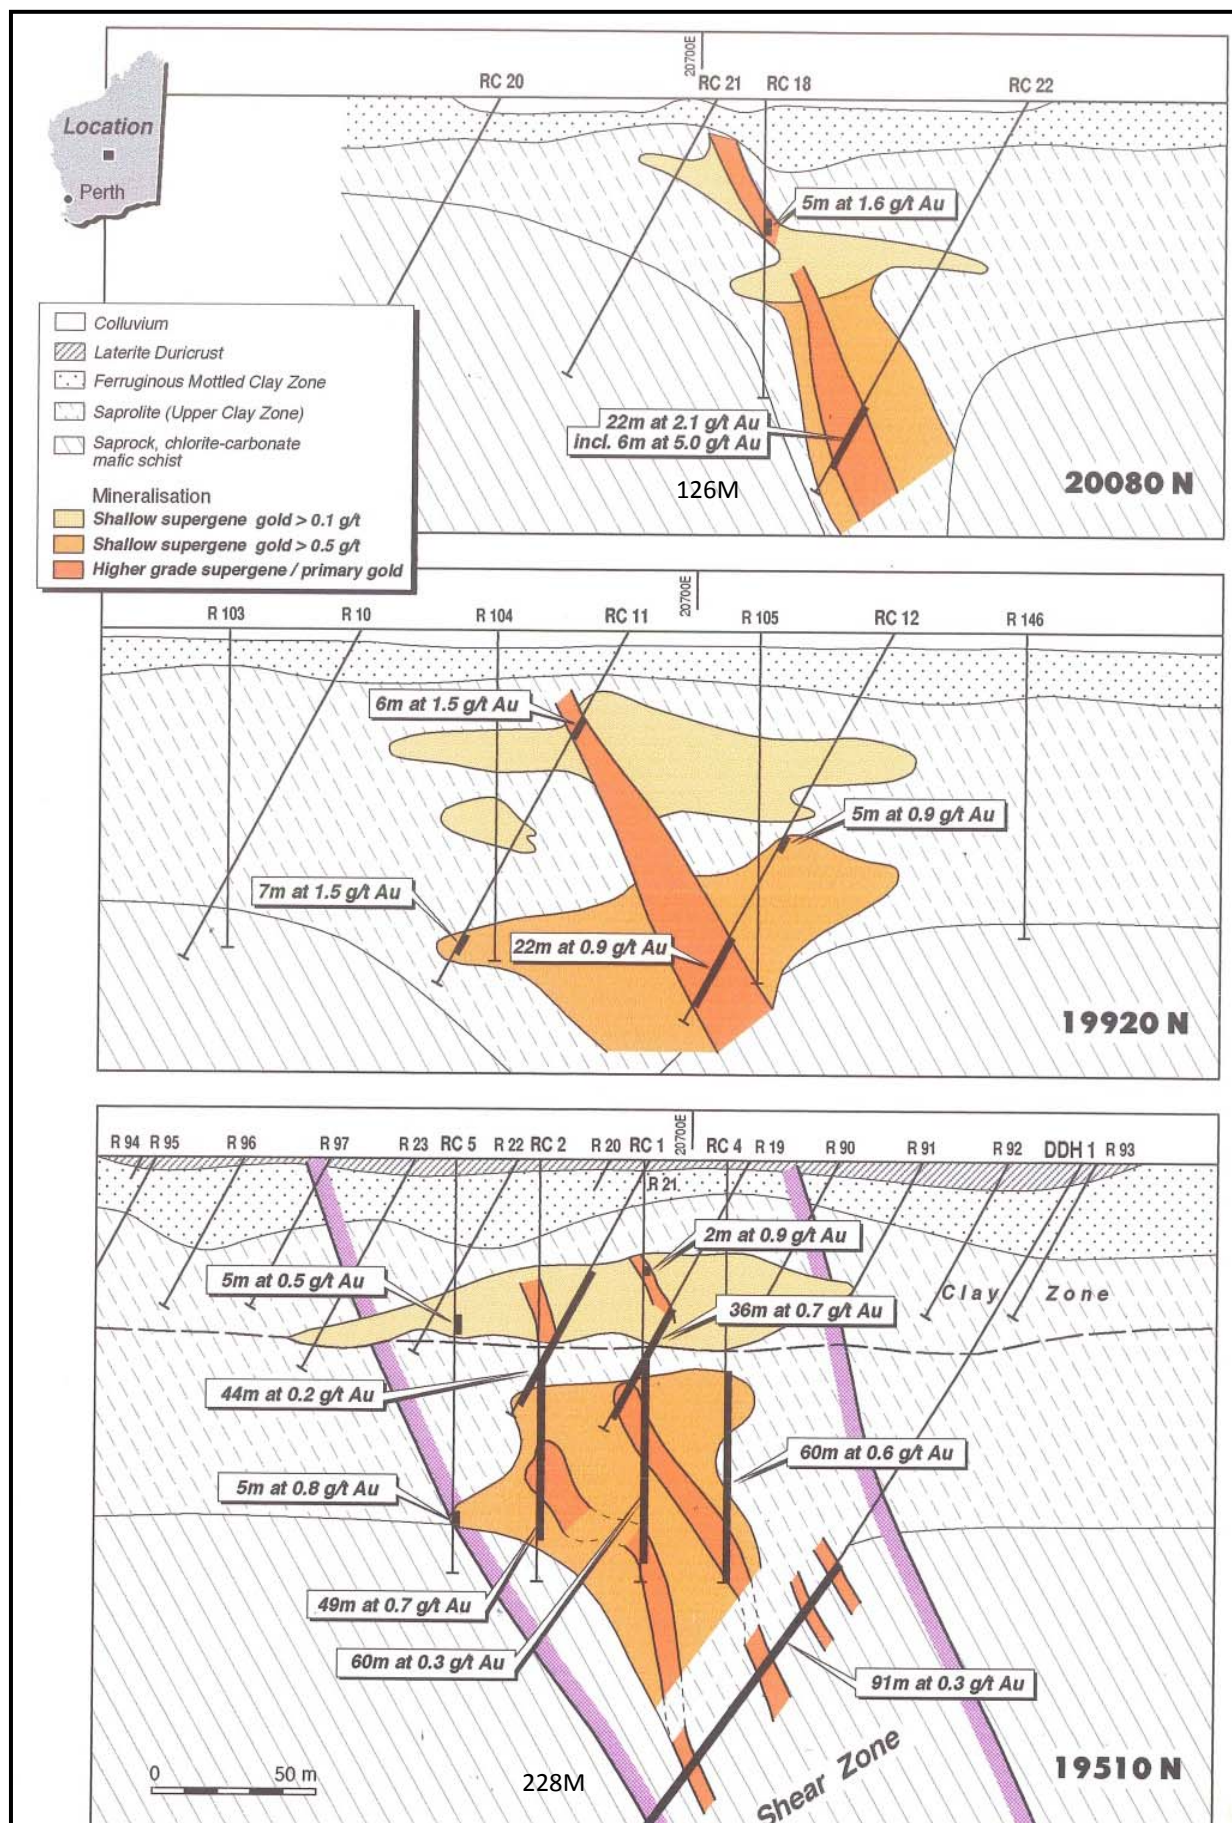 20700E
RC 20
RC 21
RC 18
RC 22
Location
Perth
5m at 1.6 g/t Au
22m at 2.1 g/t Au
incl. 6m at 5.0 g/t Au
126M
20080 N
Colluvium
Laterite Duricrust
Ferruginous Mottled Clay Zone
Saprolite (Upper Clay Zone)
Saprock, chlorite-carbonate
mafic schist
Mineralisation
Shallow supergene gold > 0.1 g/t
Shallow supergene gold > 0.5 g/t
Higher grade supergene / primary gold
20700E
R 103
R 10
R 104
RC 11
R 105
RC 12
R 146
6m at 1.5 g/t Au
5m at 0.9 g/t Au
7m at 1.5 g/t Au
22m at 0.9 g/t Au
19920 N
20700E
R 94
R 95
R 96
R 97
R 23
RC 5
R 22
RC 2
R 20
RC 1
RC 4
R 19
R 90
R 91
R 92
DDH 1
R 93
R 21
2m at 0.9 g/t Au
5m at 0.5 g/t Au
Clay Zone
36m at 0.7 g/t Au
44m at 0.2 g/t Au
60m at 0.6 g/t Au
5m at 0.8 g/t Au
49m at 0.7 g/t Au
60m at 0.3 g/t Au
91m at 0.3 g/t Au
Shear Zone
0 50 m
228M
19510 N